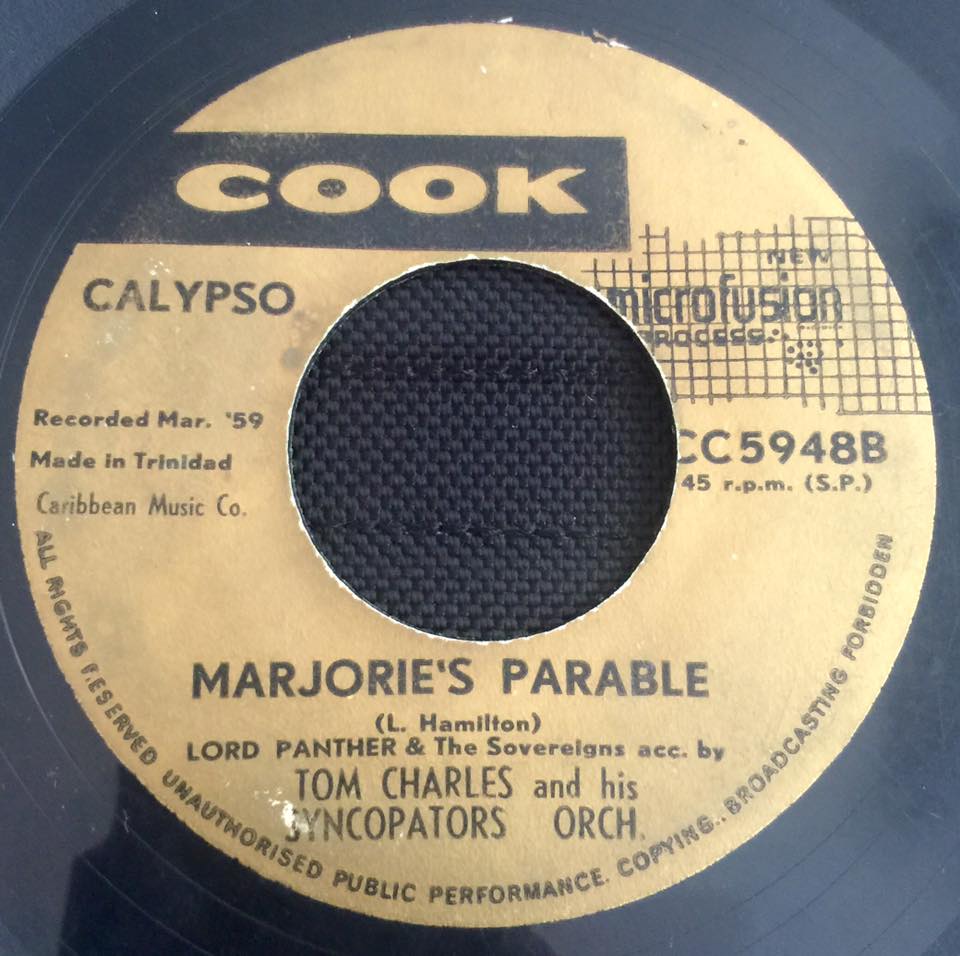 COOK
CALYPSO
NEW
microfusion
PROCESS
Recorded Mar. '59
Made in Trinidad
Caribbean Music Co.
CC5948B
45 r.p.m. (S.P.)
MARJORIE'S PARABLE
(L. Hamilton)
LORD PANTHER & The Sovereigns acc. by
TOM CHARLES and his
SYNCOPATORS ORCH.
ALL RIGHTS RESERVED UNAUTHORISED PUBLIC PERFORMANCE. COPYING.. BROADCASTING FORBIDDEN